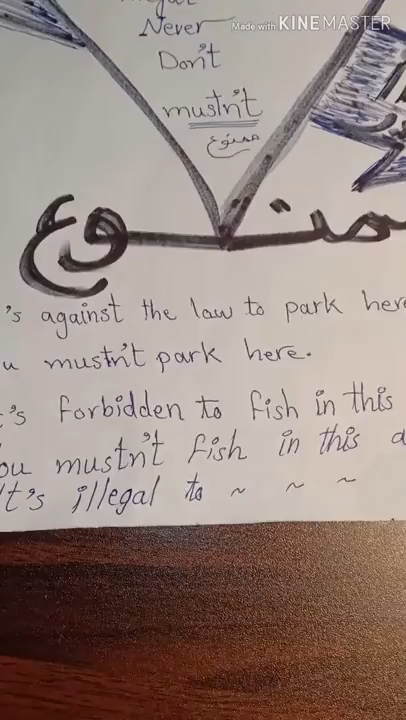 Never
Made with KINEMASTER
Don't
mustn't
ممنوع
ممنوع
's against the law to park here
u mustn't park here.
t's forbidden to fish in this
You mustn't fish in this a
It's illegal to ~ ~ ~